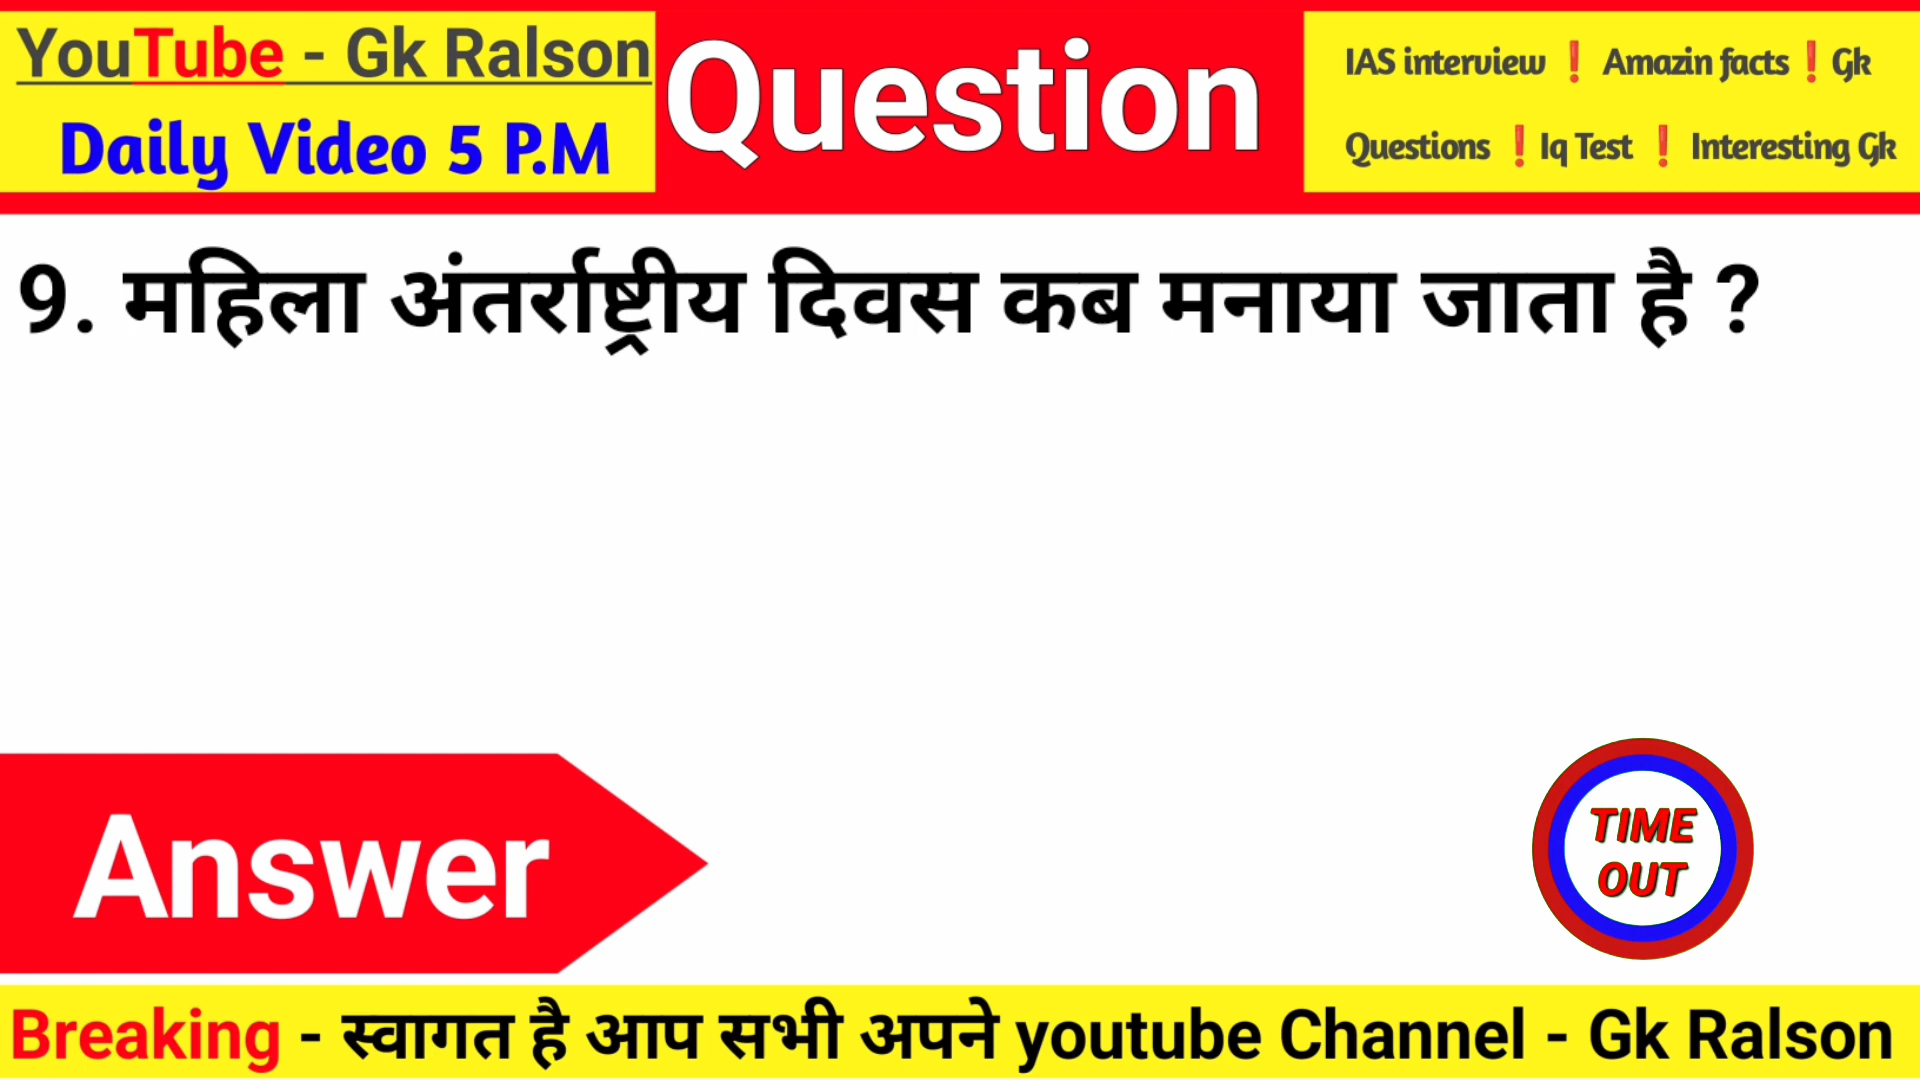 YouTube - Gk Ralson
Daily Video 5 P.M
Question
IAS interview ❗ Amazin facts ❗ Gk
Questions ❗ Iq Test ❗ Interesting Gk
9. महिला अंतर्राष्ट्रीय दिवस कब मनाया जाता है ?
Answer
TIME
OUT
Breaking - स्वागत है आप सभी अपने youtube Channel - Gk Ralson